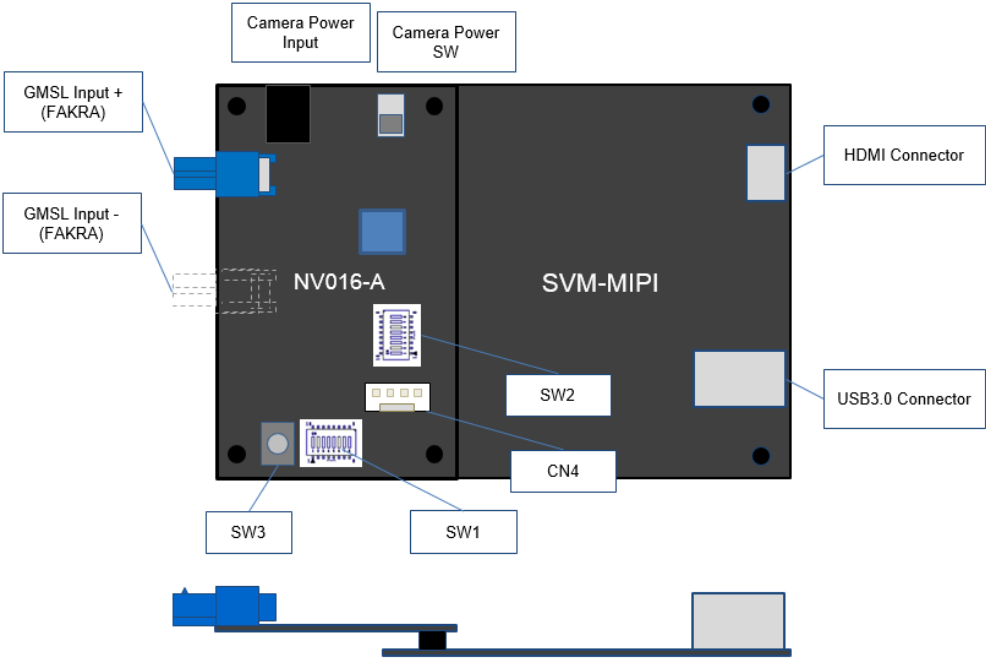 Camera Power
Input
Camera Power
SW
GMSL Input +
(FAKRA)
HDMI Connector
GMSL Input -
(FAKRA)
NV016-A
SVM-MIPI
SW2
USB3.0 Connector
CN4
SW3
SW1